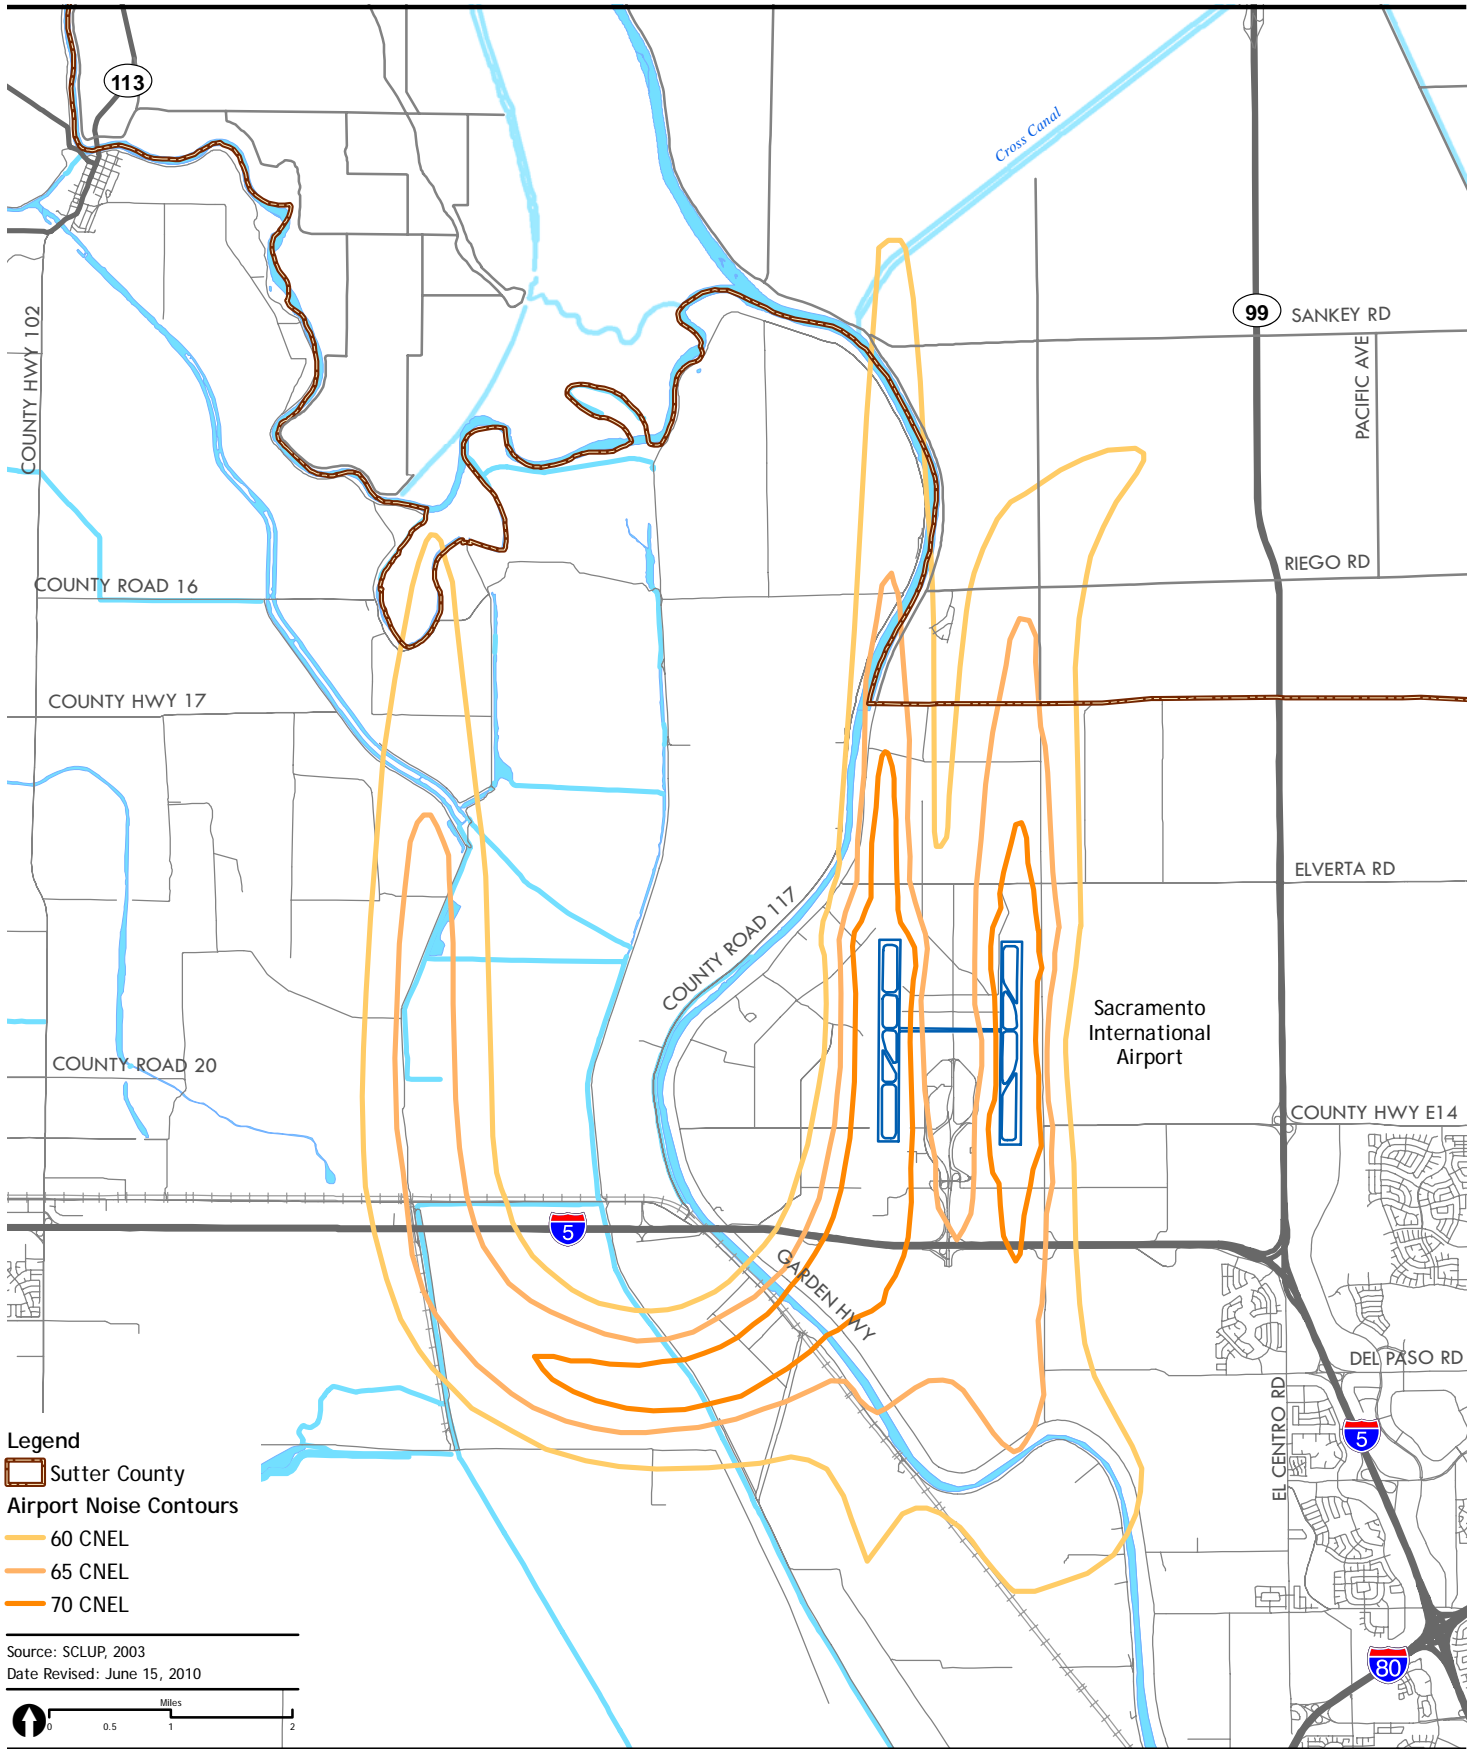 113
Cross Canal
99
SANKEY RD
COUNTY HWY 102
PACIFIC AVE
RIEGO RD
COUNTY ROAD 16
COUNTY HWY 17
ELVERTA RD
COUNTY ROAD 117
Sacramento
International
Airport
COUNTY ROAD 20
COUNTY HWY E14
5
GARDEN HWY
DEL PASO RD
EL CENTRO RD
5
Legend
Sutter County
Airport Noise Contours
60 CNEL
65 CNEL
70 CNEL
Source: SCLUP, 2003
Date Revised: June 15, 2010
80
Miles
0 0.5 1 2